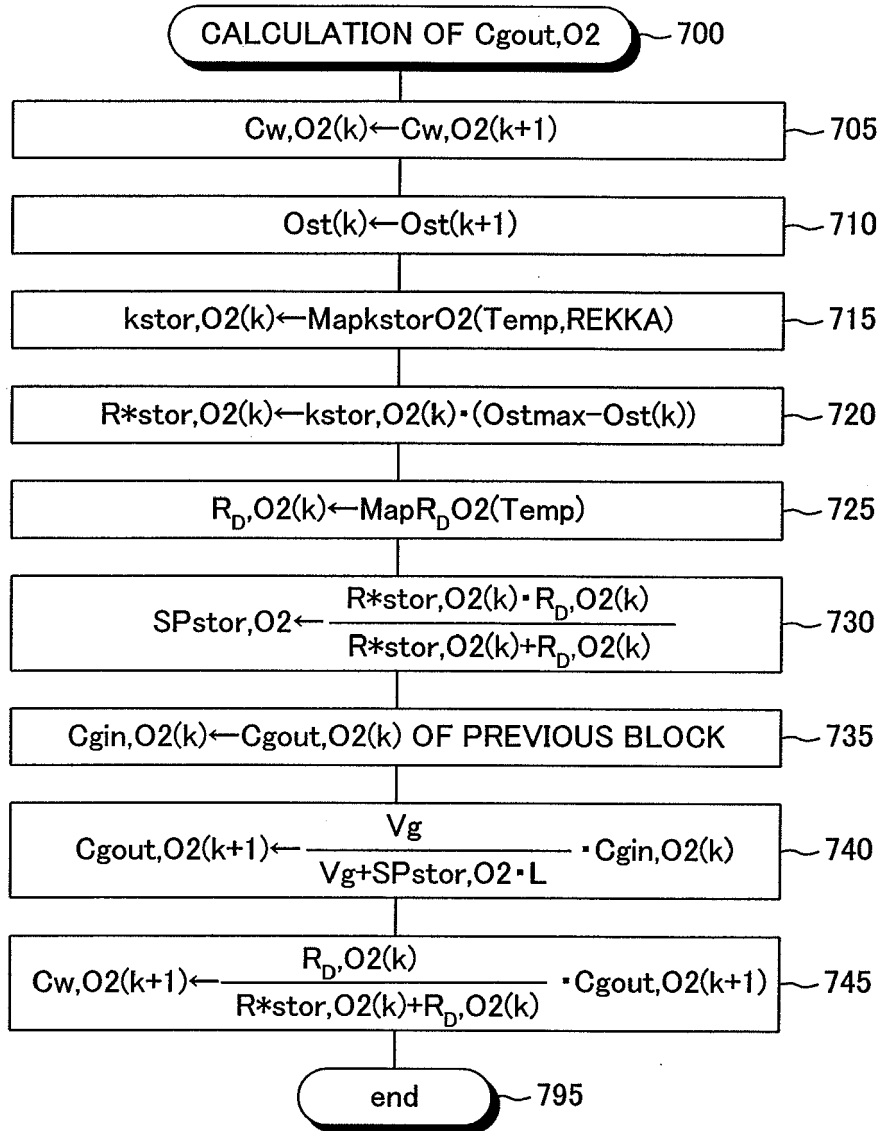 CALCULATION OF Cgout,O2 700
Cw,O2(k)←Cw,O2(k+1) 705
Ost(k)←Ost(k+1) 710
kstor,O2(k)←MapkstorO2(Temp,REKKA) 715
R*stor,O2(k)←kstor,O2(k)·(Ostmax-Ost(k)) 720
RD,O2(k)←MapRDO2(Temp) 725
R*stor,O2(k)·RD,O2(k)
SPstor,O2← 730
R*stor,O2(k)+RD,O2(k)
Cgin,O2(k)←Cgout,O2(k) OF PREVIOUS BLOCK 735
Vg
Cgout,O2(k+1)← ·Cgin,O2(k) 740
Vg+SPstor,O2·L
RD,O2(k)
Cw,O2(k+1)← ·Cgout,O2(k+1) 745
R*stor,O2(k)+RD,O2(k)
end 795